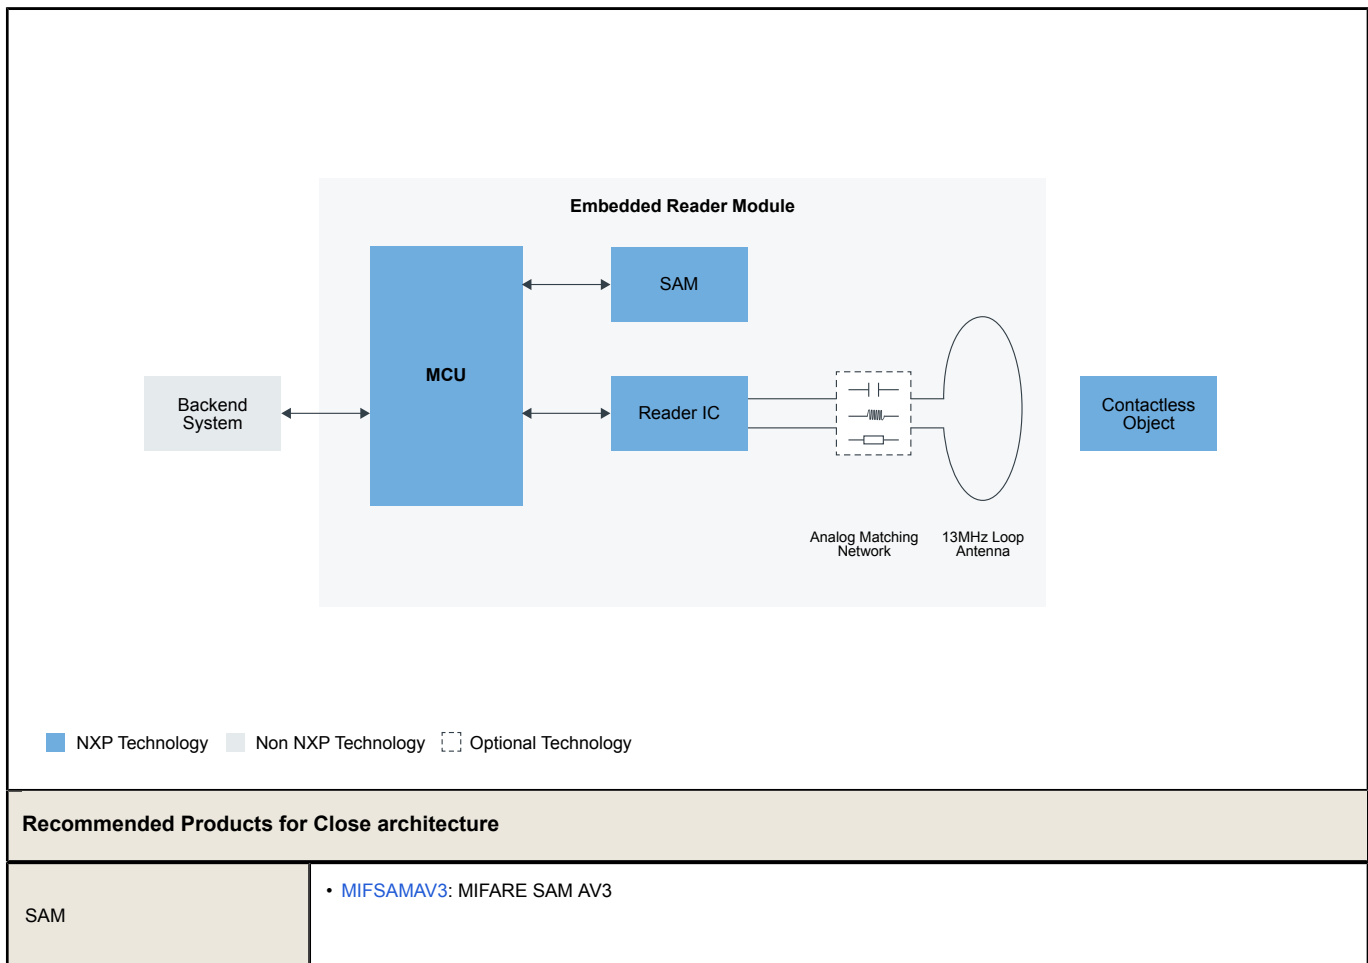 Embedded Reader Module
SAM
MCU
Backend
System
Reader IC
Contactless
Object
Analog Matching
Network
13MHz Loop
Antenna
NXP Technology
Non NXP Technology
Optional Technology
Recommended Products for Close architecture
SAM
• MIFSAMAV3: MIFARE SAM AV3